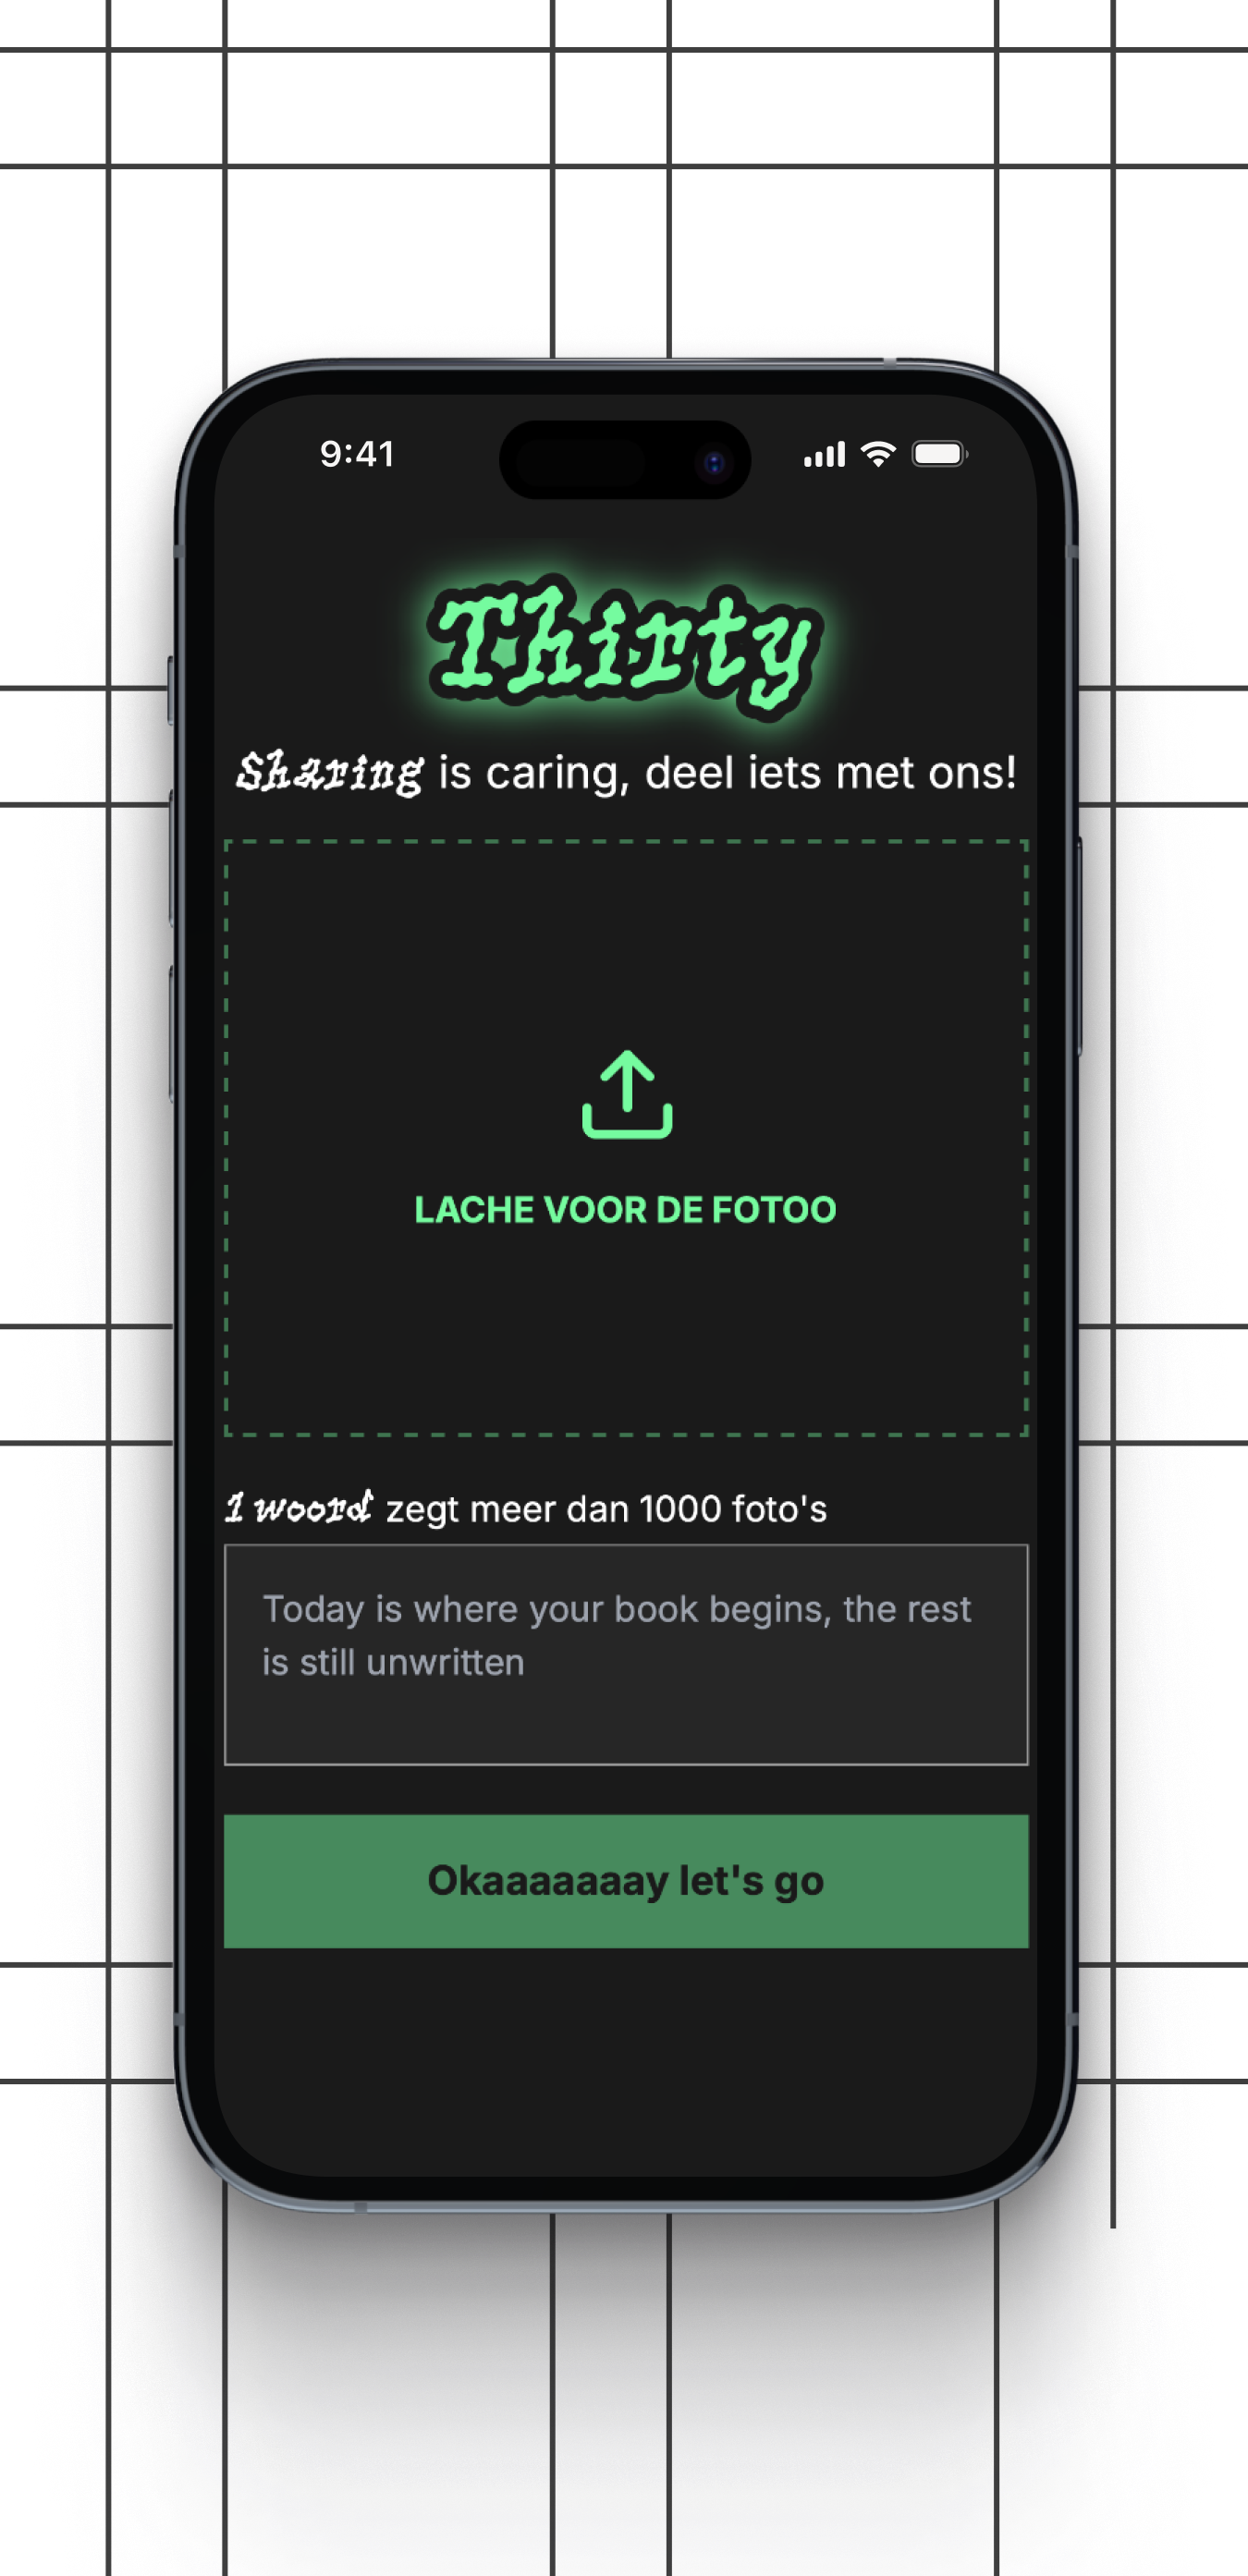 9:41
Thirty
Sharing is caring, deel iets met ons!
LACHE VOOR DE FOTOO
1 woord zegt meer dan 1000 foto's
Today is where your book begins, the rest
is still unwritten
Okaaaaaaay let's go